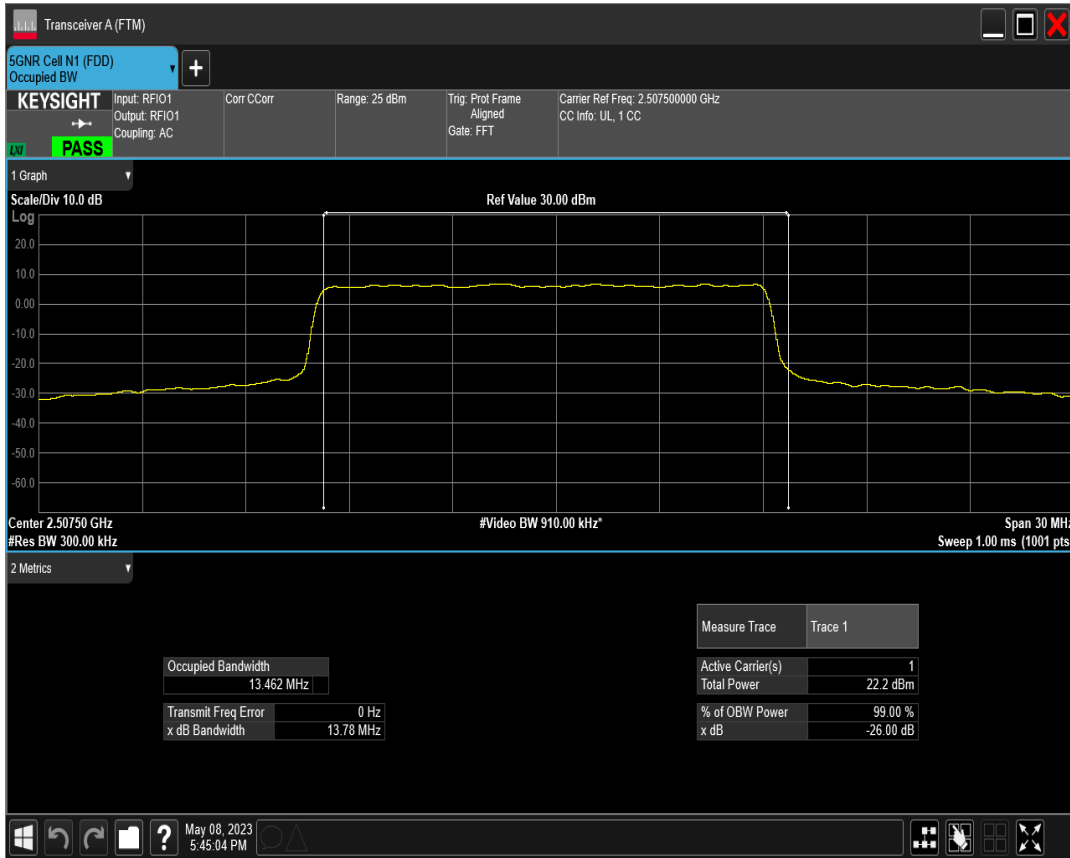 Transceiver A (FTM)
5GNR Cell N1 (FDD)
Occupied BW
+
KEYSIGHT
LXI
PASS
Input: RFIO1
Output: RFIO1
Coupling: AC
Corr CCorr
Range: 25 dBm
Trig: Prot Frame
Aligned
Gate: FFT
Carrier Ref Freq: 2.507500000 GHz
CC Info: UL, 1 CC
1 Graph
Scale/Div 10.0 dB
Ref Value 30.00 dBm
Log
20.0
10.0
0.00
-10.0
-20.0
-30.0
-40.0
-50.0
-60.0
Center 2.50750 GHz
#Video BW 910.00 kHz*
Span 30 MHz
#Res BW 300.00 kHz
Sweep 1.00 ms (1001 pts
2 Metrics
Measure Trace Trace 1
Occupied Bandwidth
13.462 MHz
Active Carrier(s) 1
Total Power 22.2 dBm
Transmit Freq Error 0 Hz
x dB Bandwidth 13.78 MHz
% of OBW Power 99.00 %
x dB -26.00 dB
?
May 08, 2023
5:45:04 PM